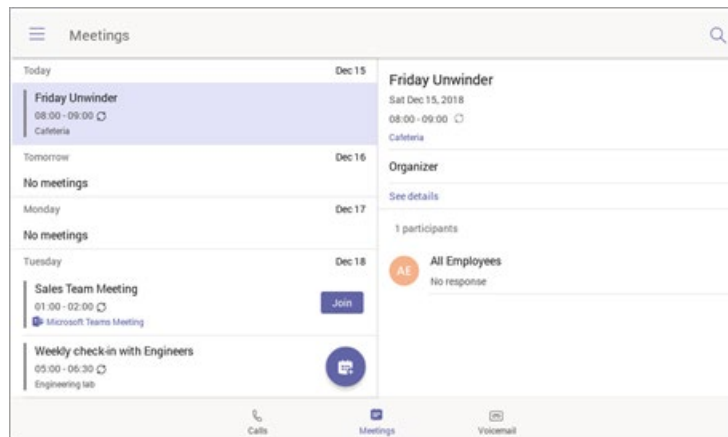 Meetings
Today Dec 15
Friday Unwinder
08:00 - 09:00
Cafeteria
Tomorrow Dec 16
No meetings
Monday Dec 17
No meetings
Tuesday Dec 18
Sales Team Meeting
01:00 - 02:00
Join
Microsoft Teams Meeting
Weekly check-in with Engineers
05:00 - 06:30
Engineering lab
Friday Unwinder
Sat Dec 15, 2018
08:00 - 09:00
Cafeteria
Organizer
See details
1 participants
AE
All Employees
No response
Calls
Meetings
Voicemail